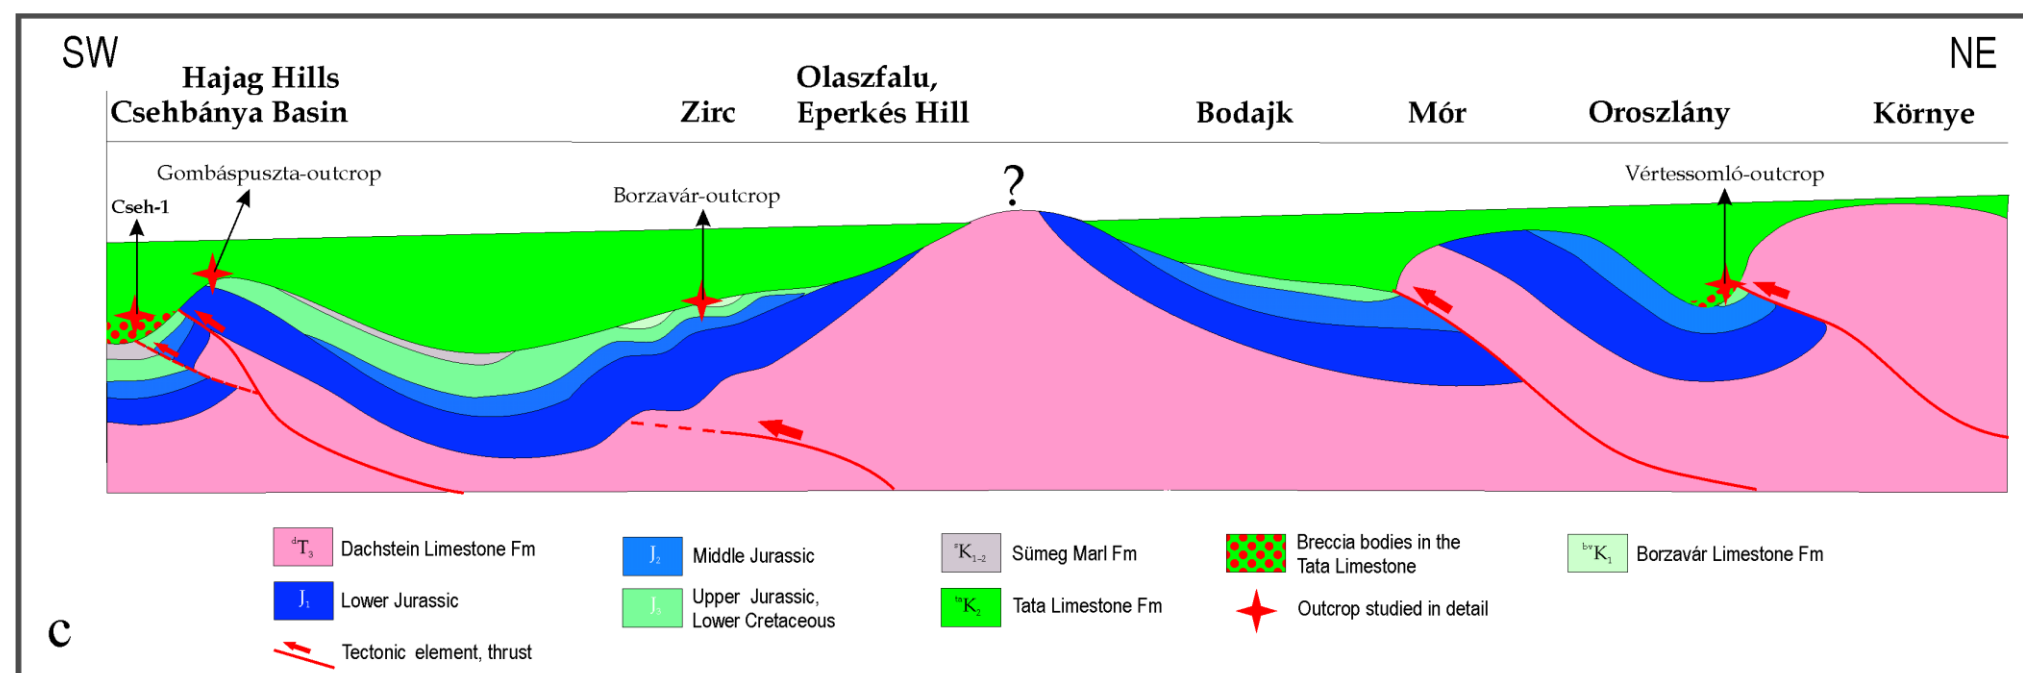 SW
NE
Hajag Hills
Csehbánya Basin
Zirc
Olaszfalu,
Eperkés Hill
Bodajk
Mór
Oroszlány
Környe
Gombáspuszta-outcrop
Cseh-1
Borzavár-outcrop
?
Vértessomló-outcrop
dT3 Dachstein Limestone Fm
J1 Lower Jurassic
Tectonic element, thrust
J2 Middle Jurassic
J3 Upper Jurassic,
Lower Cretaceous
sK1-2 Sümeg Marl Fm
taK2 Tata Limestone Fm
Breccia bodies in the
Tata Limestone
Outcrop studied in detail
bvK1 Borzavár Limestone Fm
c